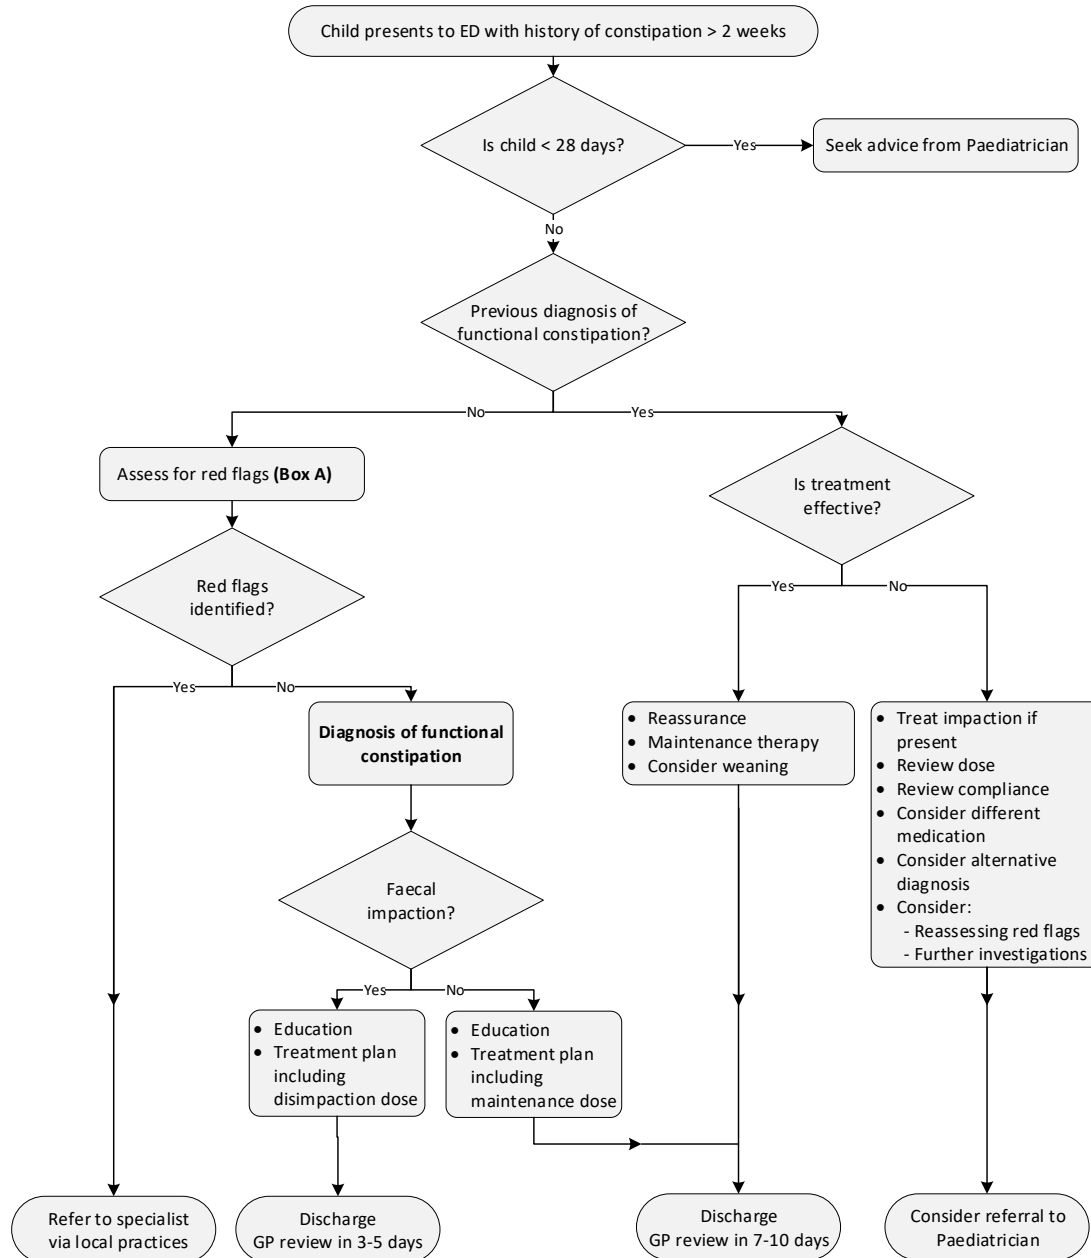 Child presents to ED with history of constipation > 2 weeks
Is child < 28 days?
Yes
Seek advice from Paediatrician
No
Previous diagnosis of
functional constipation?
No
Yes
Assess for red flags (Box A)
Is treatment
effective?
Red flags
identified?
Yes
No
Yes
No
Diagnosis of functional
constipation
• Reassurance
• Maintenance therapy
• Consider weaning
• Treat impaction if
present
• Review dose
• Review compliance
• Consider different
medication
• Consider alternative
diagnosis
• Consider:
- Reassessing red flags
- Further investigations
Faecal
impaction?
Yes
No
• Education
• Treatment plan
including
disimpaction dose
• Education
• Treatment plan
including
maintenance dose
Refer to specialist
via local practices
Discharge
GP review in 3-5 days
Discharge
GP review in 7-10 days
Consider referral to
Paediatrician